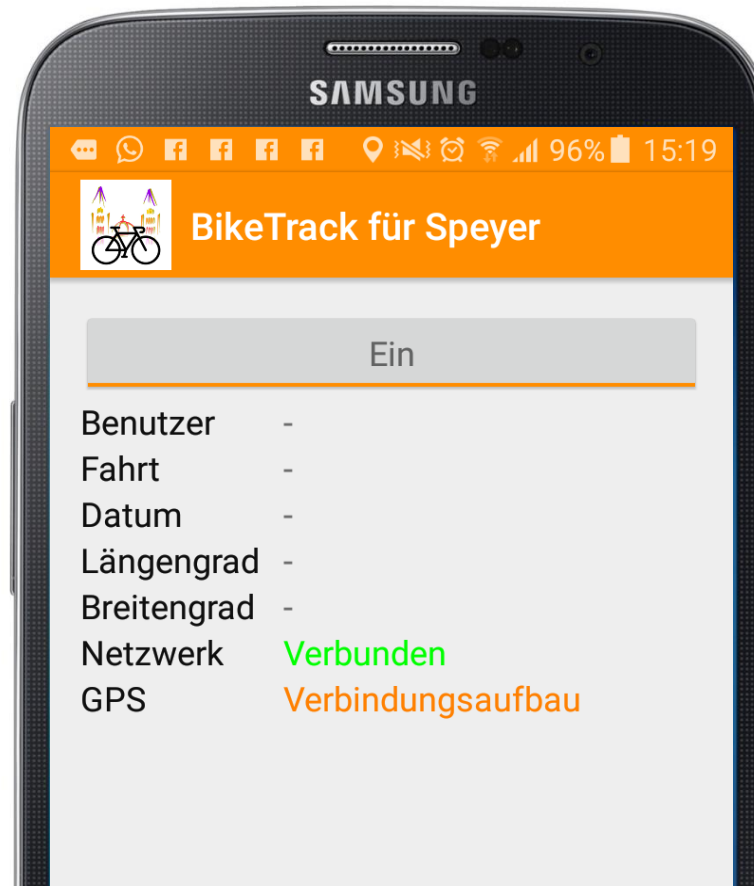 SAMSUNG
96% 15:19
BikeTrack für Speyer
Ein
Benutzer -
Fahrt -
Datum -
Längengrad -
Breitengrad -
Netzwerk Verbunden
GPS Verbindungsaufbau